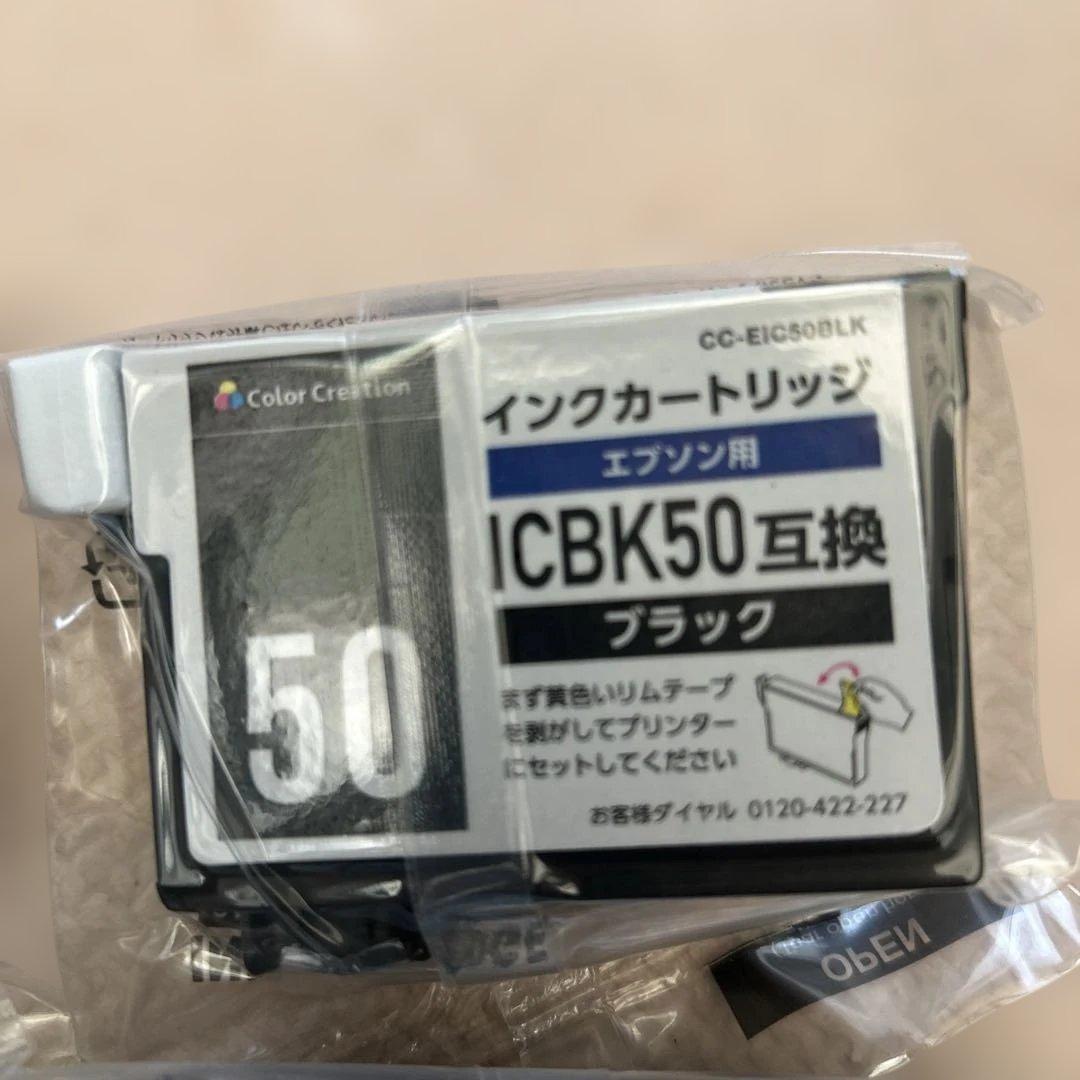 CC-EIC50BLK
Color Creation
インクカートリッジ
エプソン用
ICBK50互換
ブラック
50
まず黄色いリムテープ
を剥がしてプリンター
にセットしてください
お客様ダイヤル 0120-422-227
OPEN